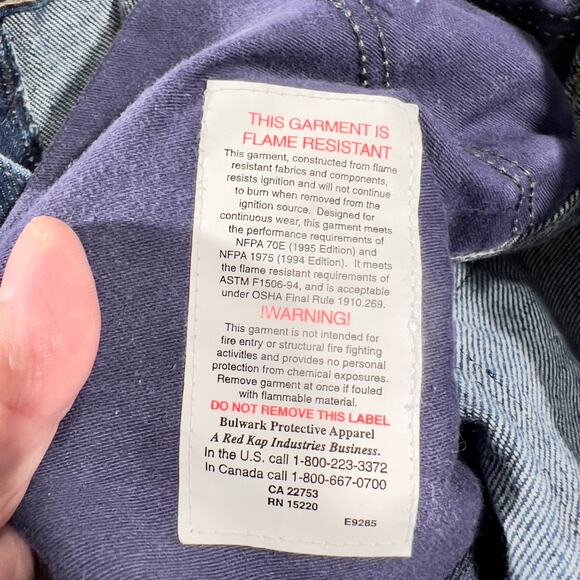 THIS GARMENT IS
FLAME RESISTANT
This garment, constructed from flame
resistant fabrics and components,
resists ignition and will not continue
to burn when removed from the
ignition source. Designed for
continuous wear, this garment meets
the performance requirements of
NFPA 70E (1995 Edition) and
NFPA 1975 (1994 Edition). It meets
the flame resistant requirements of
ASTM F1506-94, and is acceptable
under OSHA Final Rule 1910.269.
!WARNING!
This garment is not intended for
fire entry or structural fire fighting
activities and provides no personal
protection from chemical exposures.
Remove garment at once if fouled
with flammable material.
DO NOT REMOVE THIS LABEL
Bulwark Protective Apparel
A Red Kap Industries Business.
In the U.S. call 1-800-223-3372
In Canada call 1-800-667-0700
CA 22753
RN 15220
E9285